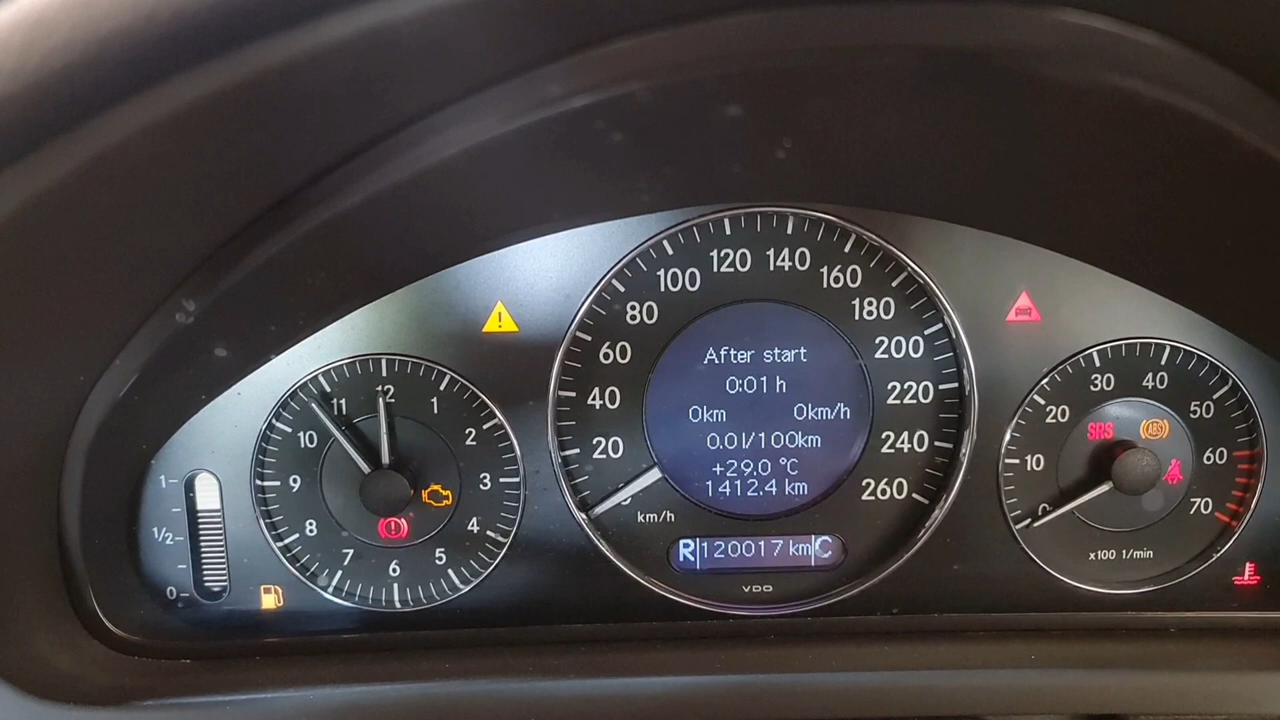 After start
0:01 h
0km 0km/h
0.0l/100km
+29.0 °C
1412.4 km
R 120017 km C
VDO
km/h
0 20 40 60 80 100 120 140 160 180 200 220 240 260
12 1 2 3 4 5 6 7 8 9 10 11
1
1/2
0
0 10 20 30 40 50 60 70
SRS
ABS
x100 1/min